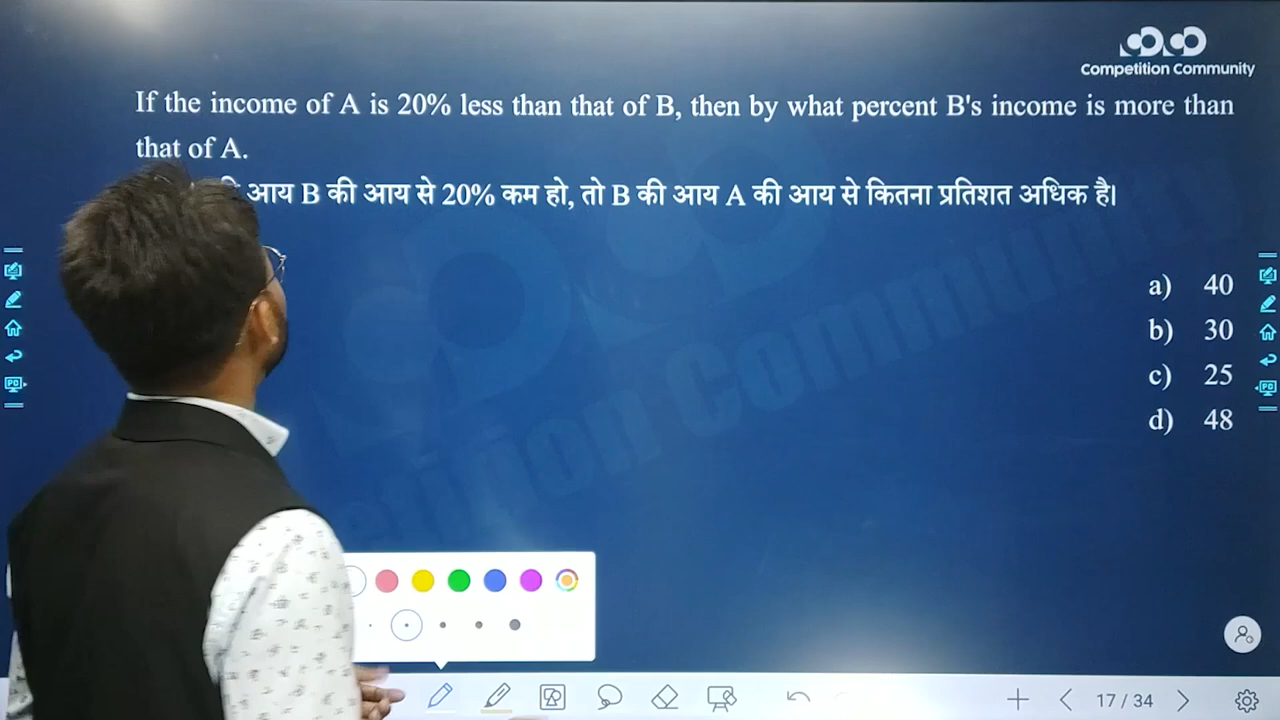 Competition Community
If the income of A is 20% less than that of B, then by what percent B's income is more than
that of A.
आय B की आय से 20% कम हो, तो B की आय A की आय से कितना प्रतिशत अधिक है।
a) 40
b) 30
c) 25
d) 48
Community
17 / 34